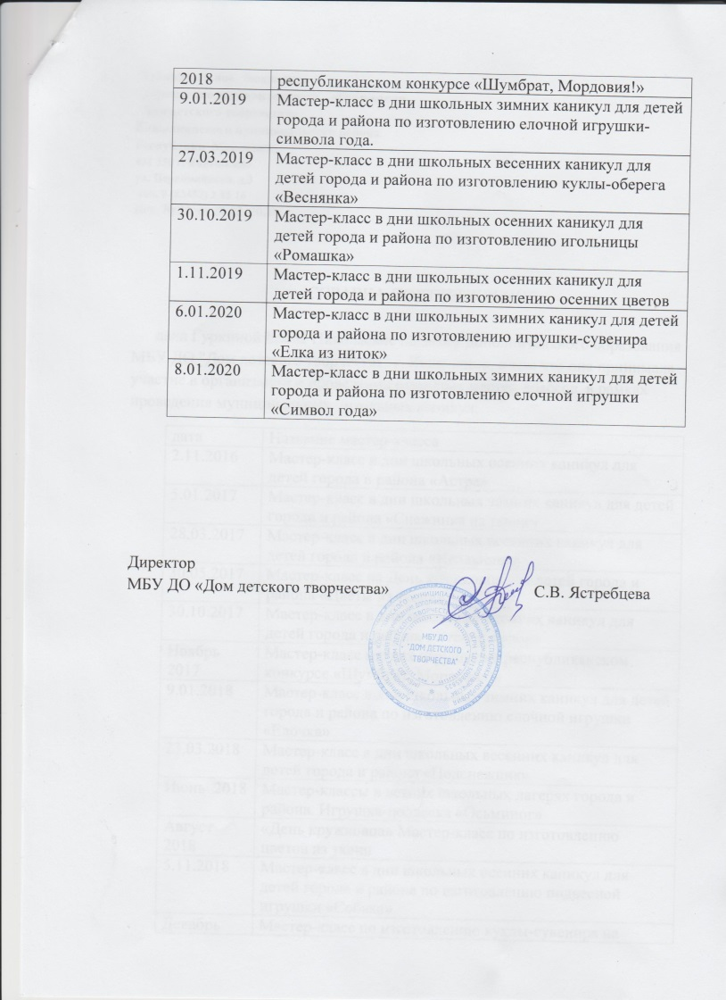 2018 республиканском конкурсе «Шумбрат, Мордовия!»
9.01.2019 Мастер-класс в дни школьных зимних каникул для детей
города и района по изготовлению елочной игрушки-
символа года.
27.03.2019 Мастер-класс в дни школьных весенних каникул для
детей города и района по изготовлению куклы-оберега
«Веснянка»
30.10.2019 Мастер-класс в дни школьных осенних каникул для
детей города и района по изготовлению игольницы
«Ромашка»
1.11.2019 Мастер-класс в дни школьных осенних каникул для
детей города и района по изготовлению осенних цветов
6.01.2020 Мастер-класс в дни школьных зимних каникул для детей
города и района по изготовлению игрушки-сувенира
«Елка из ниток»
8.01.2020 Мастер-класс в дни школьных зимних каникул для детей
города и района по изготовлению елочной игрушки
«Символ года»
Директор
МБУ ДО «Дом детского творчества» С.В. Ястребцева
МБУ ДО
"ДОМ ДЕТСКОГО
ТВОРЧЕСТВА"